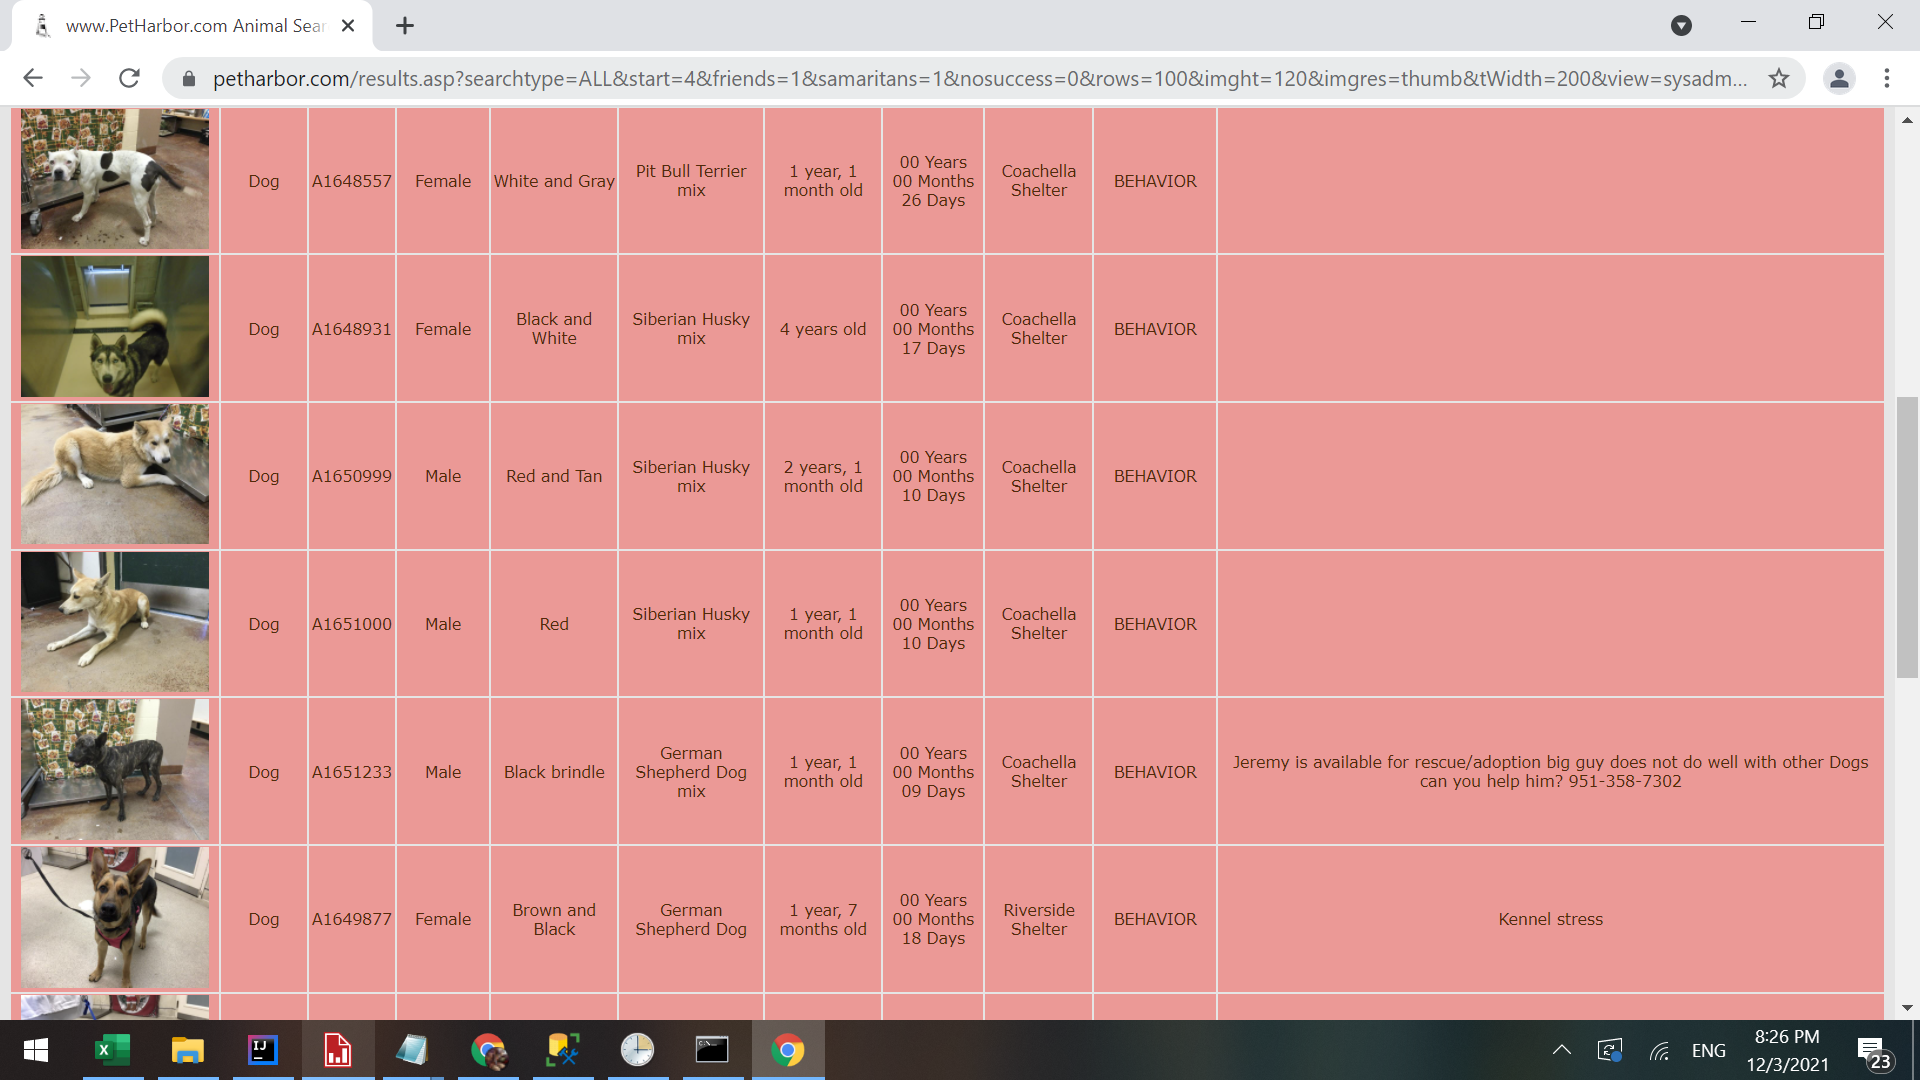 www.PetHarbor.com Animal Sear
petharbor.com/results.asp?searchtype=ALL&start=4&friends=1&samaritans=1&nosuccess=0&rows=100&imght=120&imgres=thumb&tWidth=200&view=sysadm...
Dog
A1648557
Female
White and Gray
Pit Bull Terrier
mix
1 year, 1
month old
00 Years
00 Months
26 Days
Coachella
Shelter
BEHAVIOR
Dog
A1648931
Female
Black and
White
Siberian Husky
mix
4 years old
00 Years
00 Months
17 Days
Coachella
Shelter
BEHAVIOR
Dog
A1650999
Male
Red and Tan
Siberian Husky
mix
2 years, 1
month old
00 Years
00 Months
10 Days
Coachella
Shelter
BEHAVIOR
Dog
A1651000
Male
Red
Siberian Husky
mix
1 year, 1
month old
00 Years
00 Months
10 Days
Coachella
Shelter
BEHAVIOR
Dog
A1651233
Male
Black brindle
German
Shepherd Dog
mix
1 year, 1
month old
00 Years
00 Months
09 Days
Coachella
Shelter
BEHAVIOR
Jeremy is available for rescue/adoption big guy does not do well with other Dogs
can you help him? 951-358-7302
Dog
A1649877
Female
Brown and
Black
German
Shepherd Dog
1 year, 7
months old
00 Years
00 Months
18 Days
Riverside
Shelter
BEHAVIOR
Kennel stress
IJ
ENG
8:26 PM
12/3/2021
23